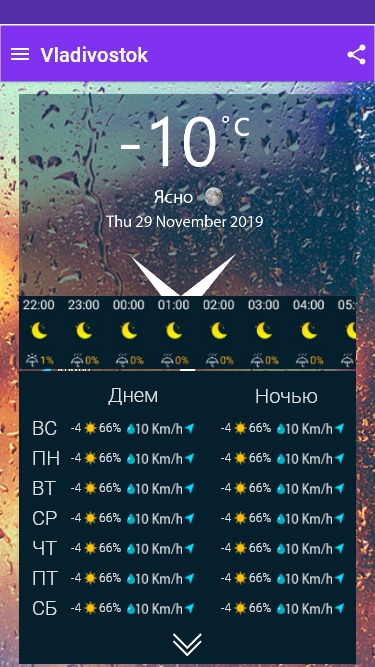 Vladivostok
-10°C
Ясно
Thu 29 November 2019
22:00 23:00 00:00 01:00 02:00 03:00 04:00 05:
1% 0% 0% 0% 0% 0% 0%
Днем Ночью
ВС -4 66% 10 Km/h -4 66% 10 Km/h
ПН -4 66% 10 Km/h -4 66% 10 Km/h
ВТ -4 66% 10 Km/h -4 66% 10 Km/h
СР -4 66% 10 Km/h -4 66% 10 Km/h
ЧТ -4 66% 10 Km/h -4 66% 10 Km/h
ПТ -4 66% 10 Km/h -4 66% 10 Km/h
СБ -4 66% 10 Km/h -4 66% 10 Km/h